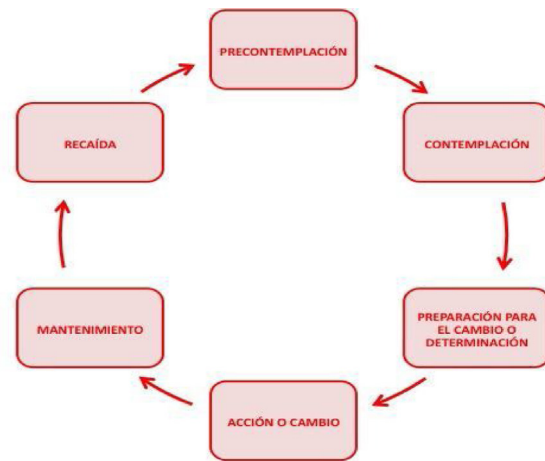 PRECONTEMPLACIÓN
CONTEMPLACIÓN
PREPARACIÓN PARA
EL CAMBIO O
DETERMINACIÓN
ACCIÓN O CAMBIO
MANTENIMIENTO
RECAÍDA